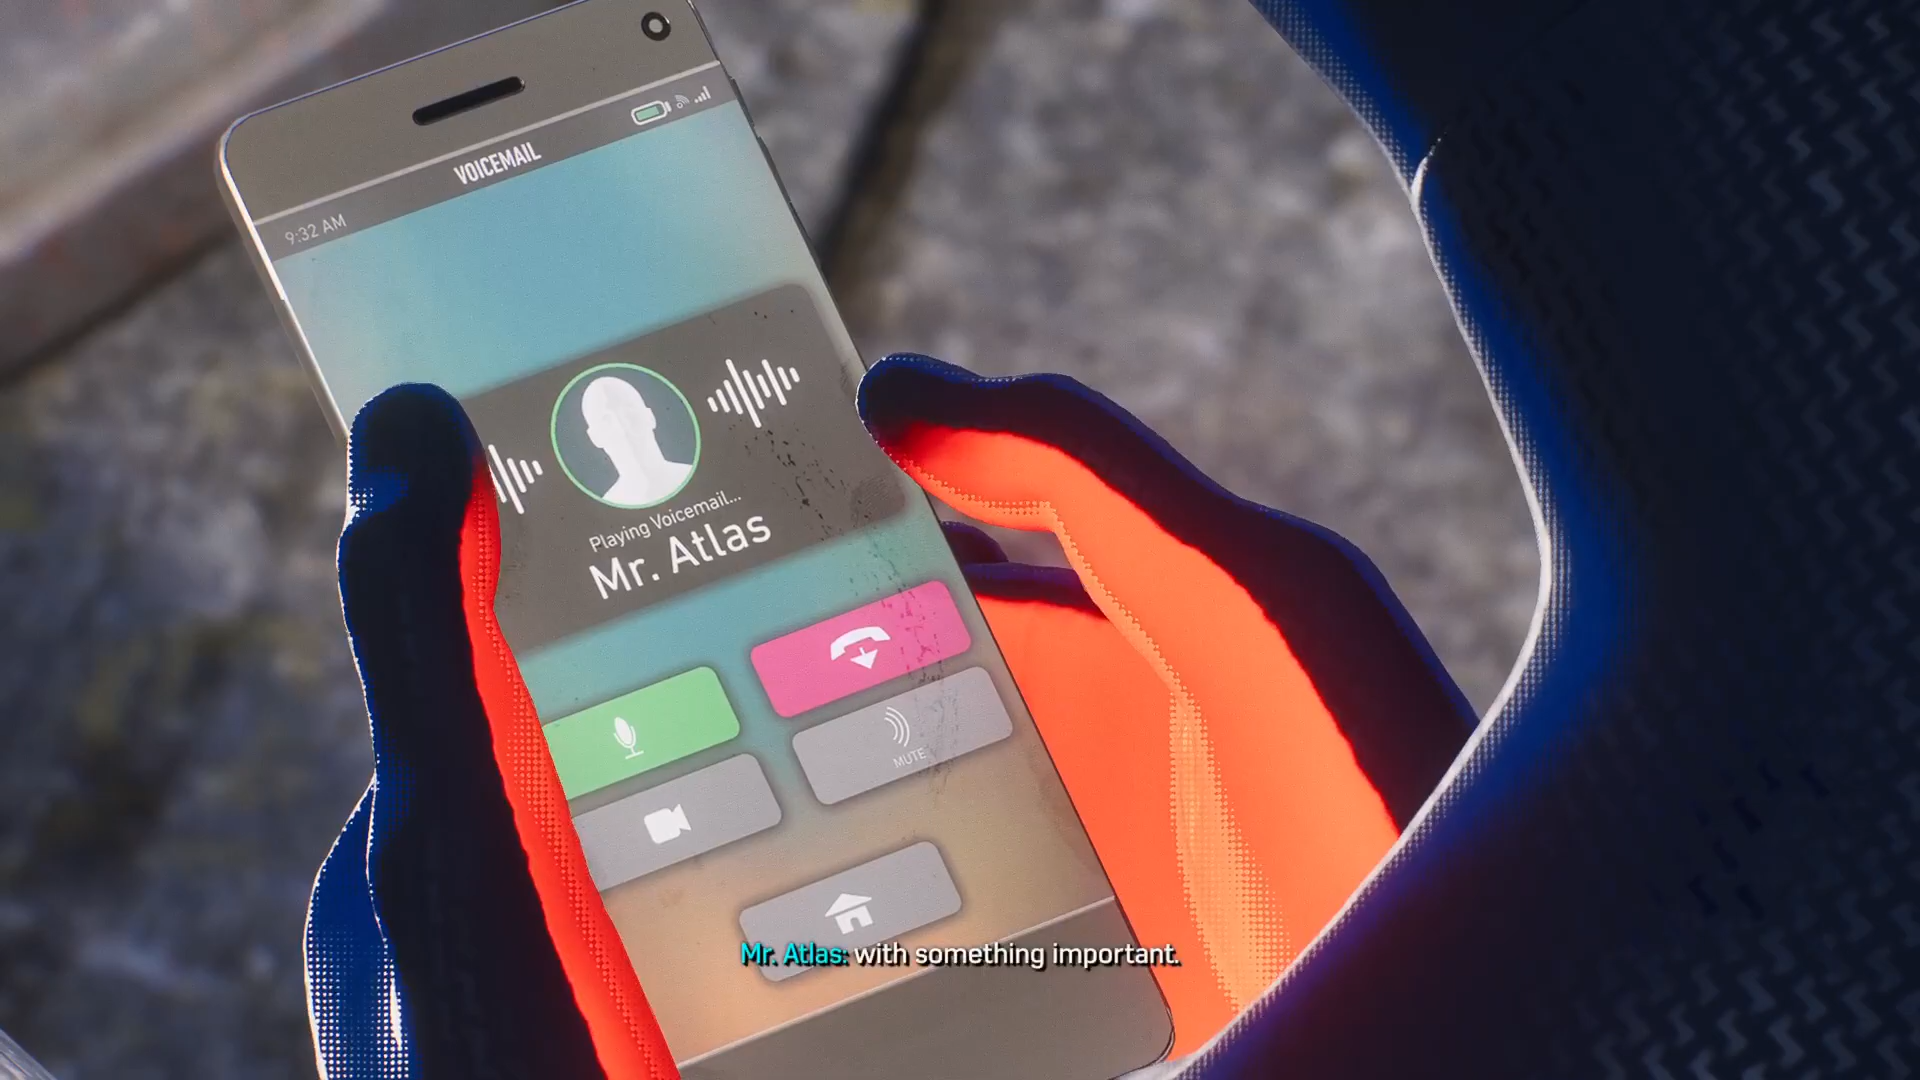 VOICEMAIL
9:32 AM
Playing Voicemail...
Mr. Atlas
MUTE
Mr. Atlas: with something important.